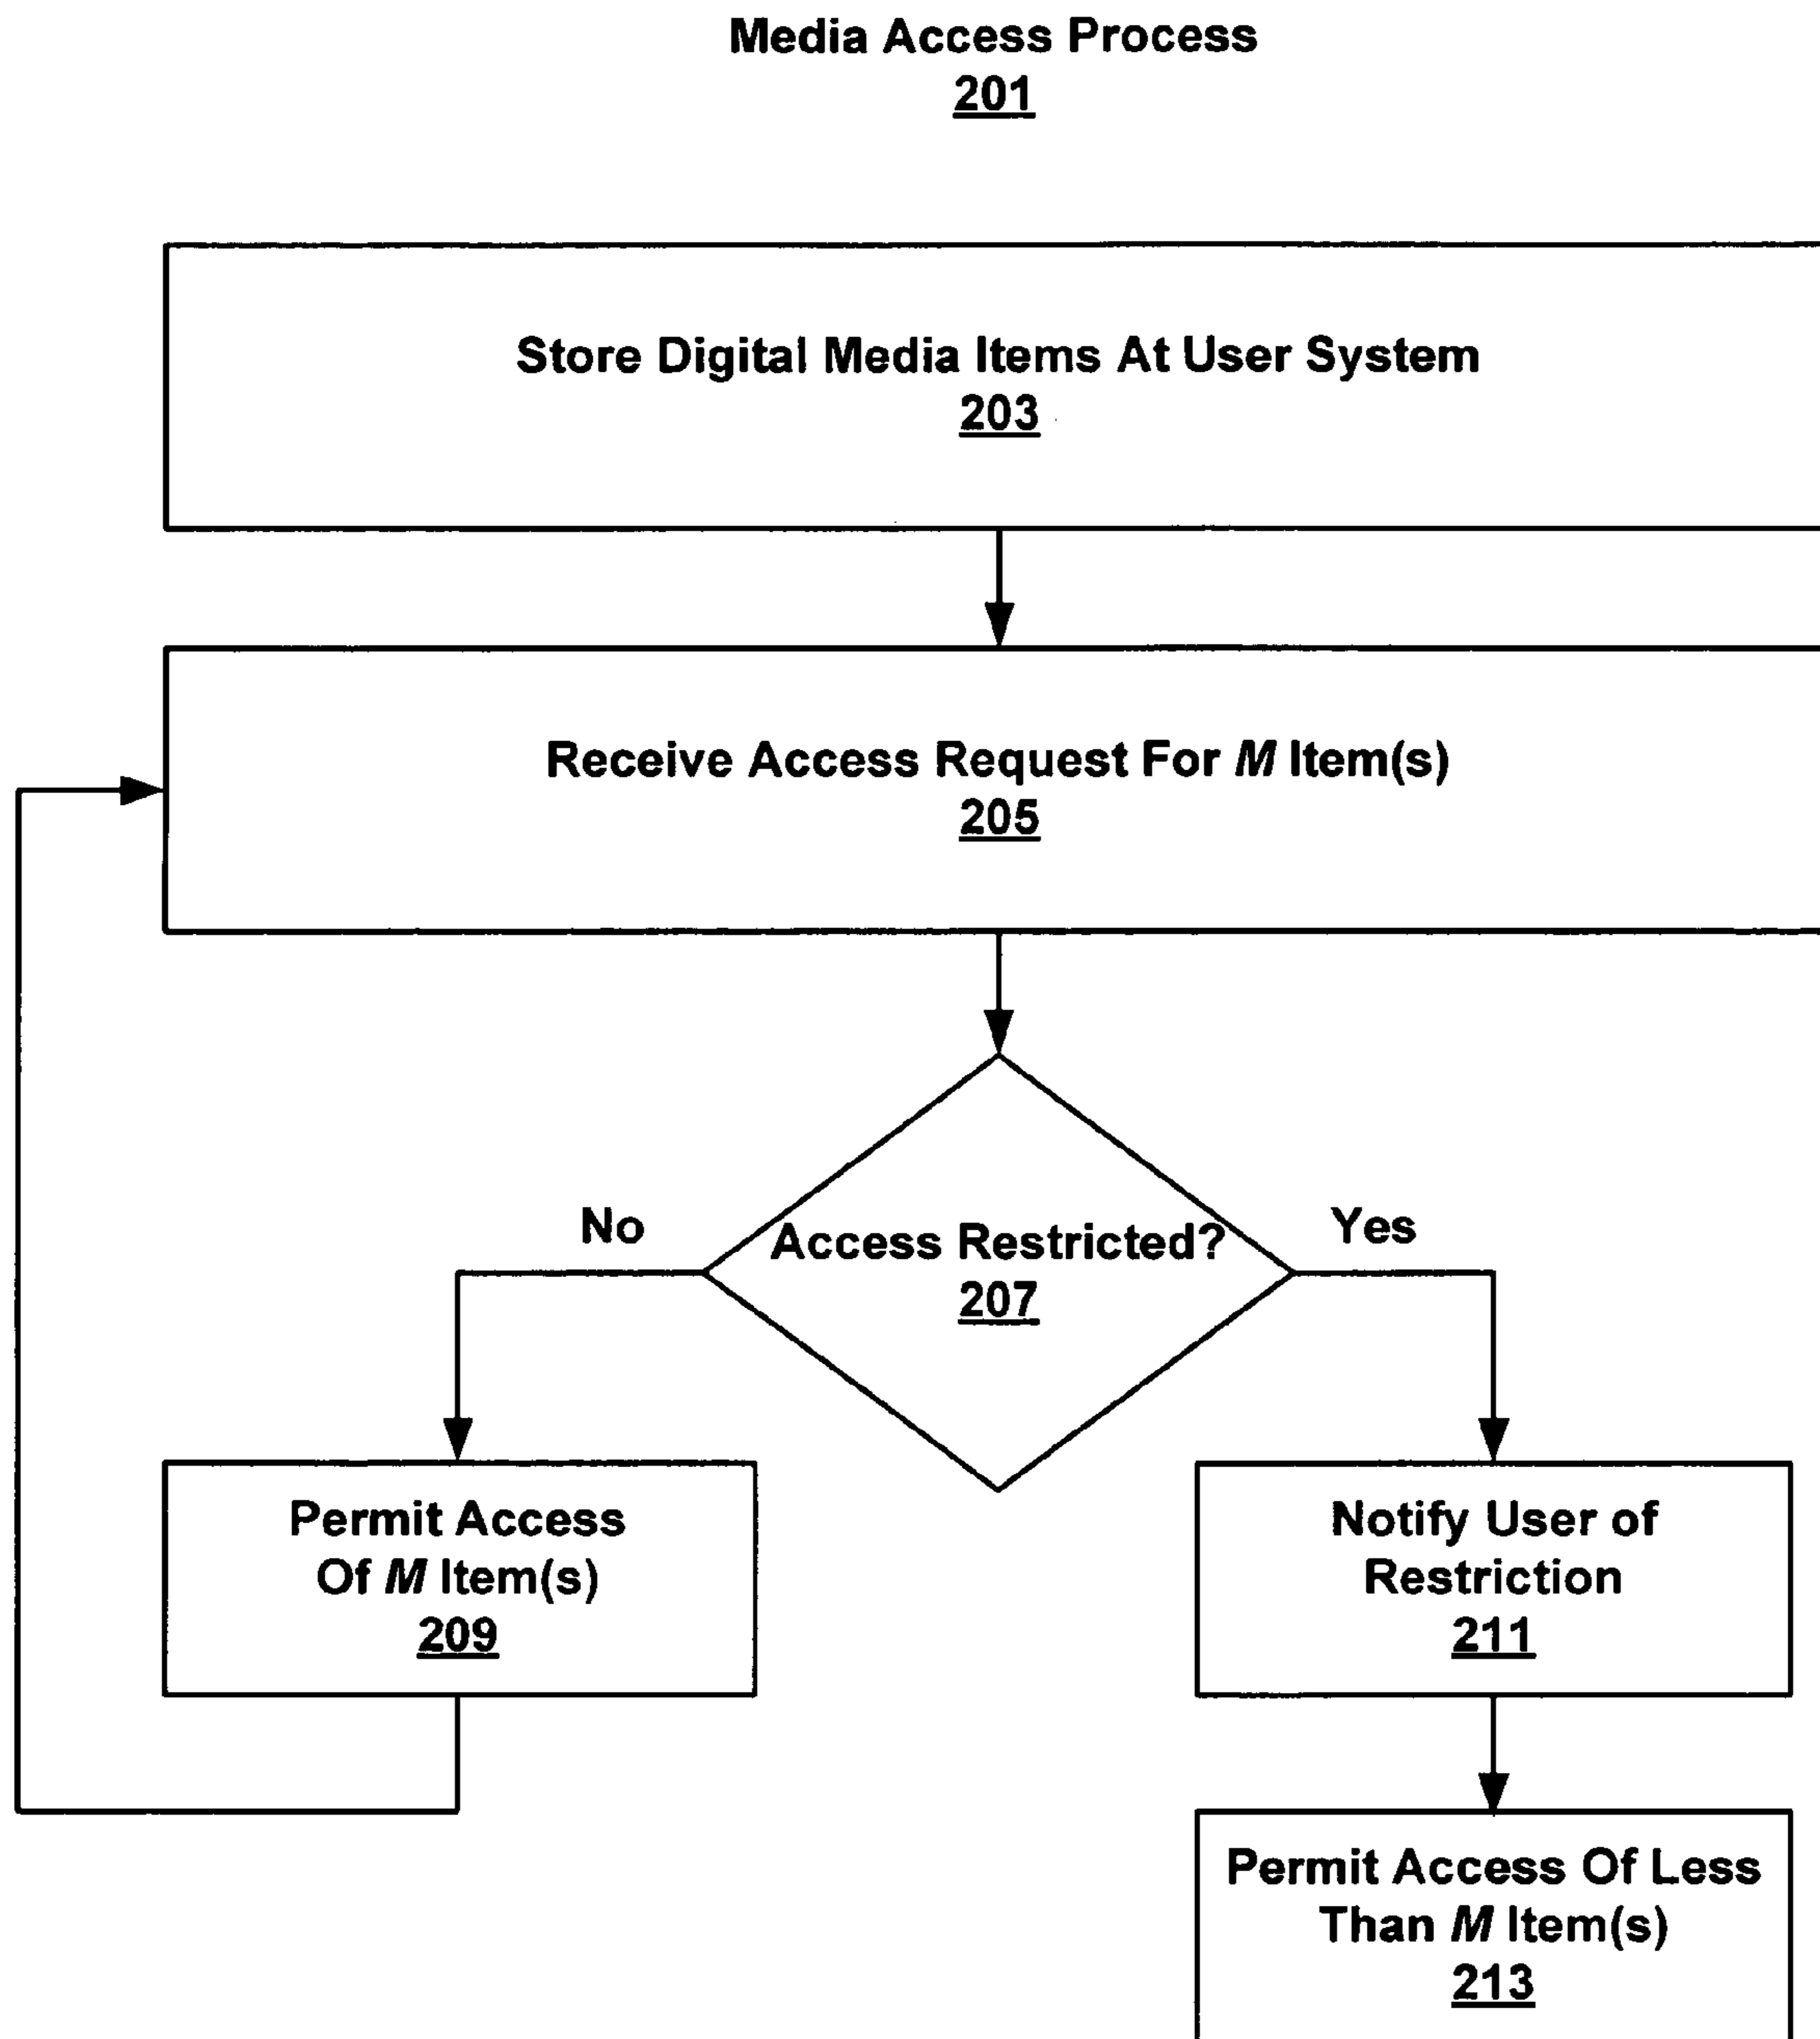 Media Access Process
201
Store Digital Media Items At User System
203
Receive Access Request For M Item(s)
205
No
Access Restricted?
207
Yes
Permit Access
Of M Item(s)
209
Notify User of
Restriction
211
Permit Access Of Less
Than M Item(s)
213